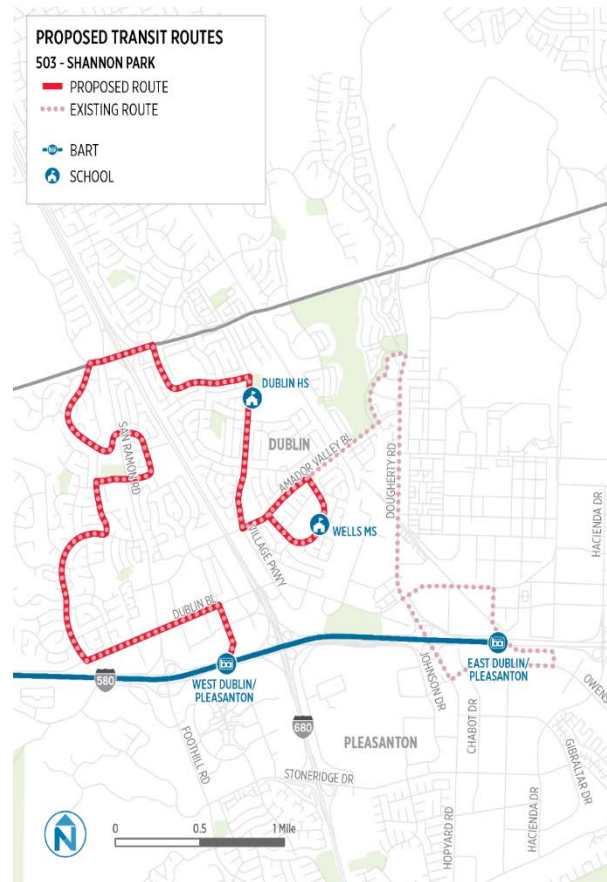 PROPOSED TRANSIT ROUTES
503 - SHANNON PARK
PROPOSED ROUTE
EXISTING ROUTE
BART
SCHOOL
DUBLIN HS
DUBLIN
SAN RAMON RD
AMADOR VALLEY BL
DOUGHERTY RD
HACIENDA DR
WELLS MS
VILLAGE PKWY
DUBLIN BL
WEST DUBLIN/
PLEASANTON
EAST DUBLIN/
PLEASANTON
580
JOHNSON DR
CHABOT DR
OWENS
680
FOOTHILL RD
PLEASANTON
STONERIDGE DR
GIBRALTAR DR
HOPYARD RD
HACIENDA DR
N
0
0.5
1 Mile